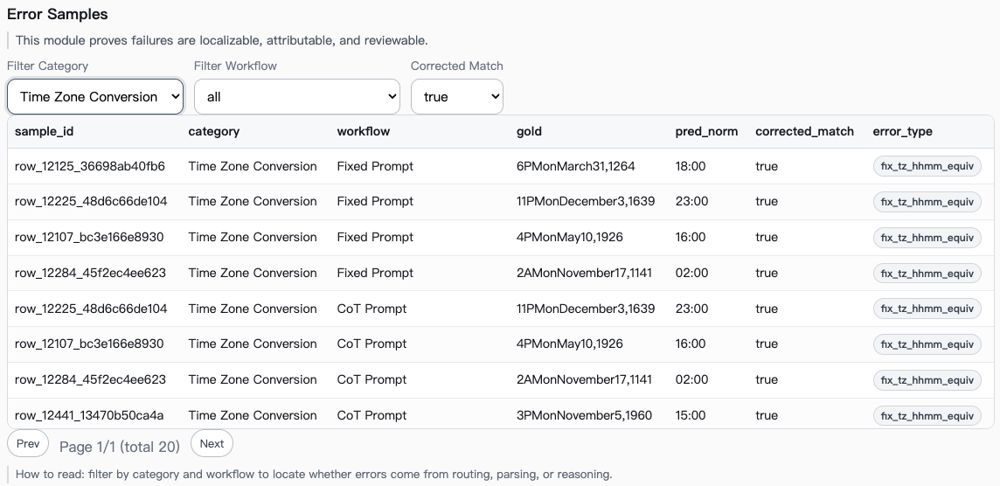 Error Samples
This module proves failures are localizable, attributable, and reviewable.
Filter Category Filter Workflow Corrected Match
Time Zone Conversion all true
sample_id category workflow gold pred_norm corrected_match error_type
row_12125_36698ab40fb6 Time Zone Conversion Fixed Prompt 6PMonMarch31,1264 18:00 true fix_tz_hhmm_equiv
row_12225_48d6c66de104 Time Zone Conversion Fixed Prompt 11PMonDecember3,1639 23:00 true fix_tz_hhmm_equiv
row_12107_bc3e166e8930 Time Zone Conversion Fixed Prompt 4PMonMay10,1926 16:00 true fix_tz_hhmm_equiv
row_12284_45f2ec4ee623 Time Zone Conversion Fixed Prompt 2AMonNovember17,1141 02:00 true fix_tz_hhmm_equiv
row_12225_48d6c66de104 Time Zone Conversion CoT Prompt 11PMonDecember3,1639 23:00 true fix_tz_hhmm_equiv
row_12107_bc3e166e8930 Time Zone Conversion CoT Prompt 4PMonMay10,1926 16:00 true fix_tz_hhmm_equiv
row_12284_45f2ec4ee623 Time Zone Conversion CoT Prompt 2AMonNovember17,1141 02:00 true fix_tz_hhmm_equiv
row_12441_13470b50ca4a Time Zone Conversion CoT Prompt 3PMonNovember5,1960 15:00 true fix_tz_hhmm_equiv
Prev Page 1/1 (total 20) Next
How to read: filter by category and workflow to locate whether errors come from routing, parsing, or reasoning.